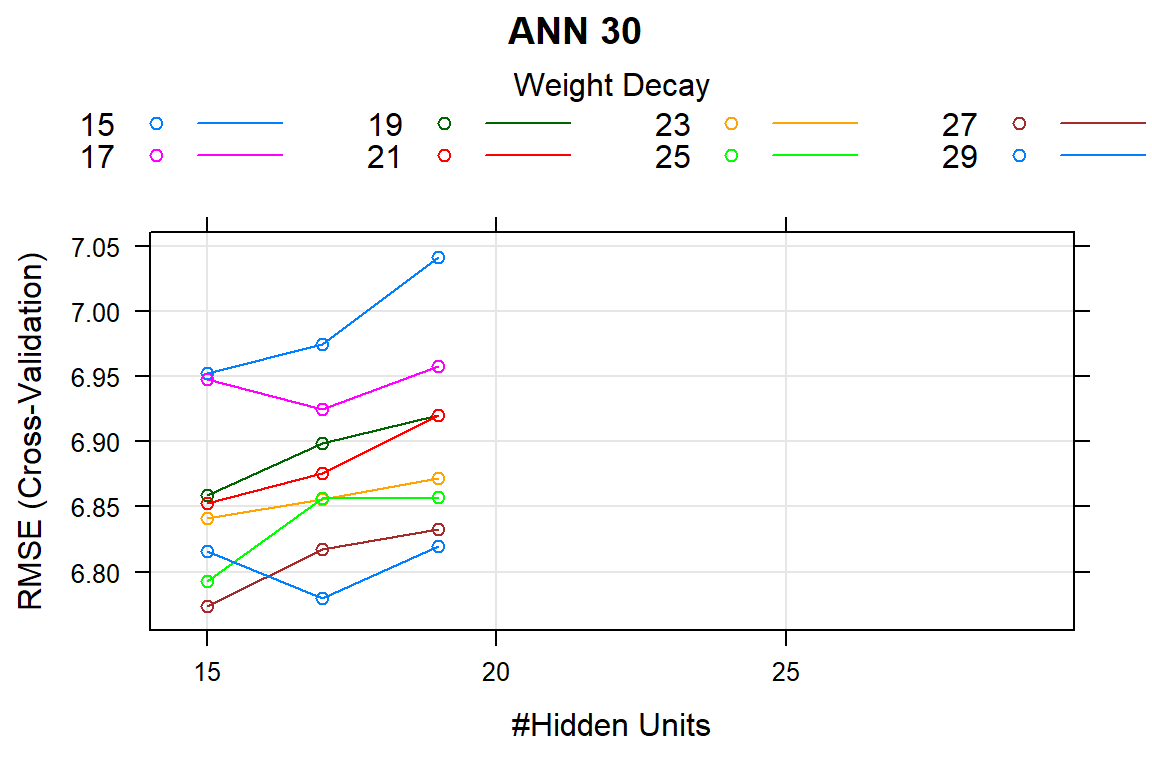 ANN 30
Weight Decay
15 19 23 27
17 21 25 29
7.05
7.00
6.95
6.90
6.85
6.80
RMSE (Cross-Validation)
15 20 25
#Hidden Units